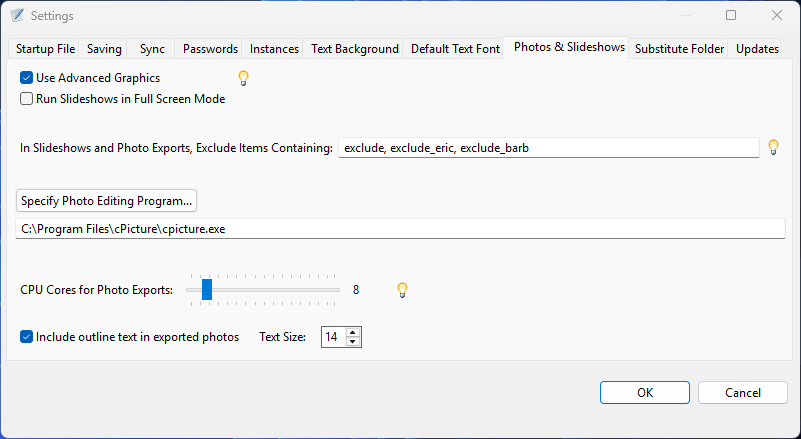 Settings
Startup File Saving Sync Passwords Instances Text Background Default Text Font Photos & Slideshows Substitute Folder Updates
Use Advanced Graphics
Run Slideshows in Full Screen Mode
In Slideshows and Photo Exports, Exclude Items Containing: exclude, exclude_eric, exclude_barb
Specify Photo Editing Program...
C:\Program Files\cPicture\cpicture.exe
CPU Cores for Photo Exports: 8
Include outline text in exported photos Text Size: 14
OK Cancel